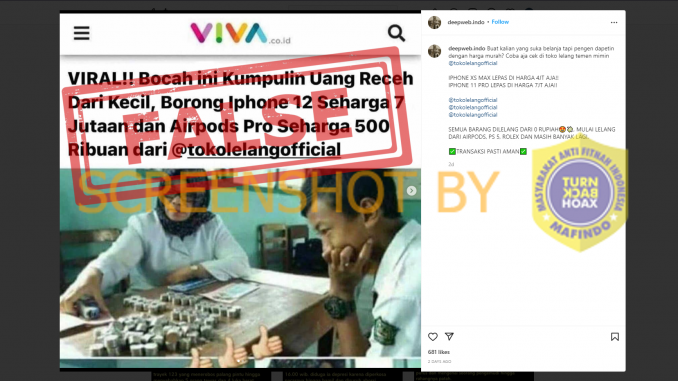 VIVA.co.id
VIRAL!! Bocah ini Kumpulin Uang Receh
Dari Kecil, Borong Iphone 12 Seharga 7
Jutaan dan Airpods Pro Seharga 500
Ribuan dari @tokolelangofficial
FALSE
SCREENSHOT BY
deepweb.indo • Follow
deepweb.indo Buat kalian yang suka belanja tapi pengen dapetin
dengan harga murah? Coba aja cek di toko lelang temen mimin
@tokolelangofficial
IPHONE XS MAX LEPAS DI HARGA 4JT AJA!!
IPHONE 11 PRO LEPAS DI HARGA 7JT AJA!!
@tokolelangofficial
@tokolelangofficial
@tokolelangofficial
SEMUA BARANG DILELANG DARI 0 RUPIAH😍💥, MULAI LELANG
DARI AIRPODS, PS 5, ROLEX DAN MASIH BANYAK LAGI
✅TRANSAKSI PASTI AMAN✅
2d
MASYARAKAT ANTI FITNAH INDONESIA
TURN
BACK
HOAX
MAFINDO
681 likes
2 DAYS AGO